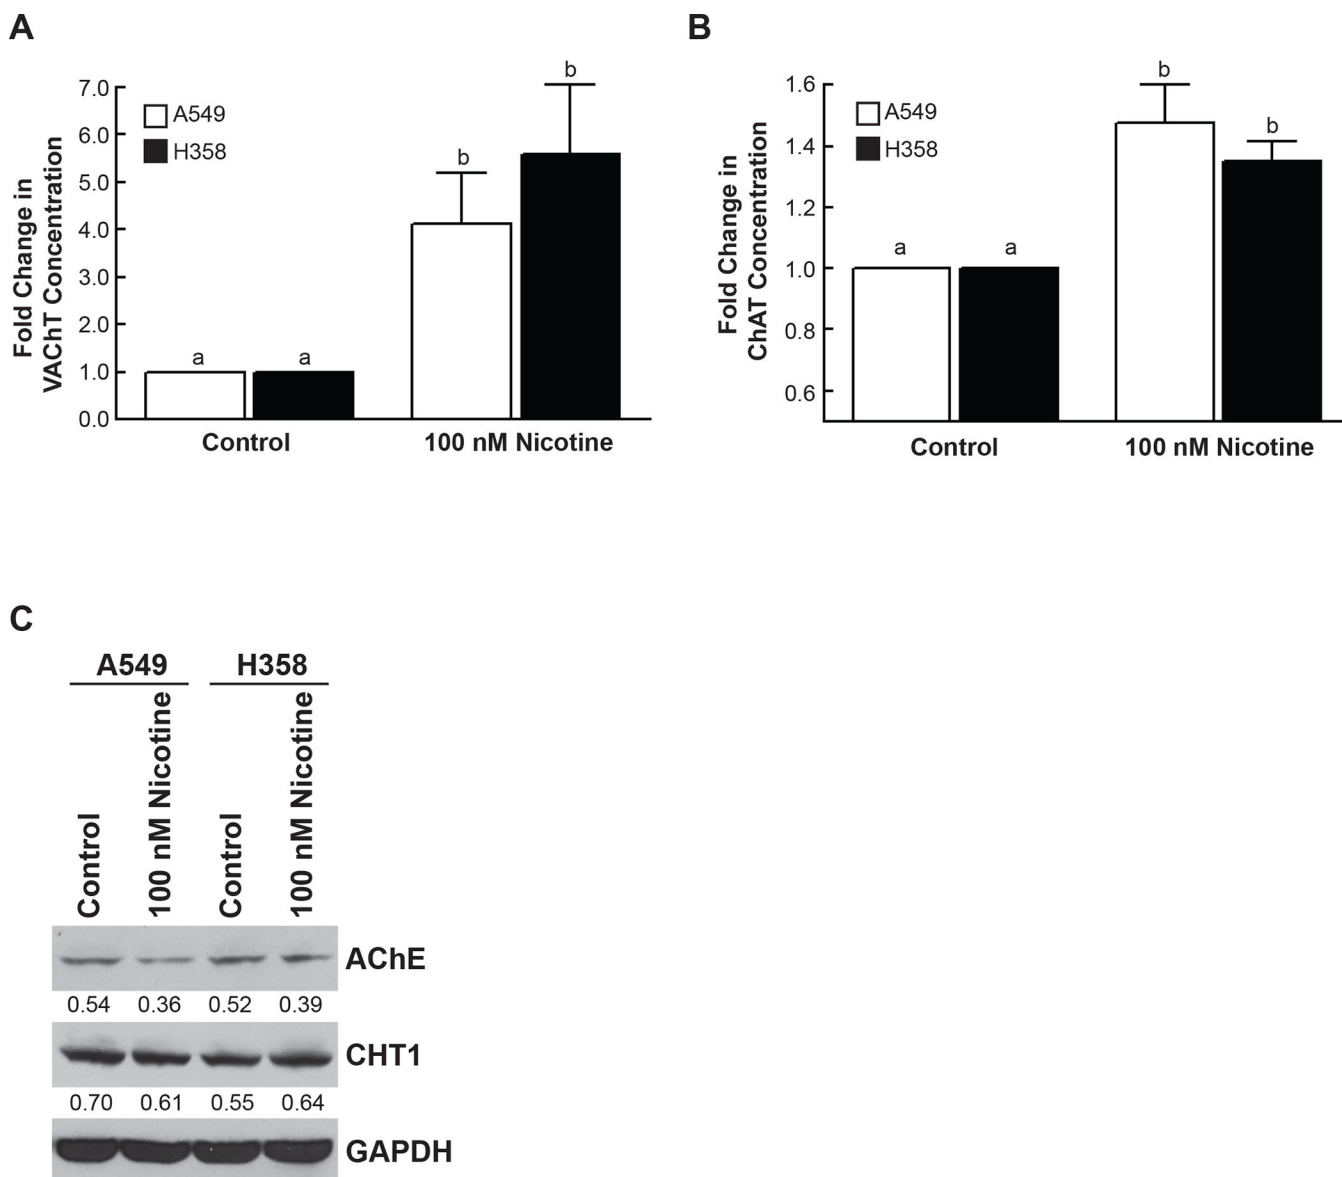 A
Fold Change in
VAChT Concentration
7.0
6.0
5.0
4.0
3.0
2.0
1.0
0.0
A549
H358
a
a
b
b
Control
100 nM Nicotine
B
Fold Change in
ChAT Concentration
1.6
1.4
1.2
1.0
0.8
0.6
A549
H358
a
a
b
b
Control
100 nM Nicotine
C
A549
H358
Control
100 nM Nicotine
Control
100 nM Nicotine
AChE
0.54 0.36 0.52 0.39
CHT1
0.70 0.61 0.55 0.64
GAPDH